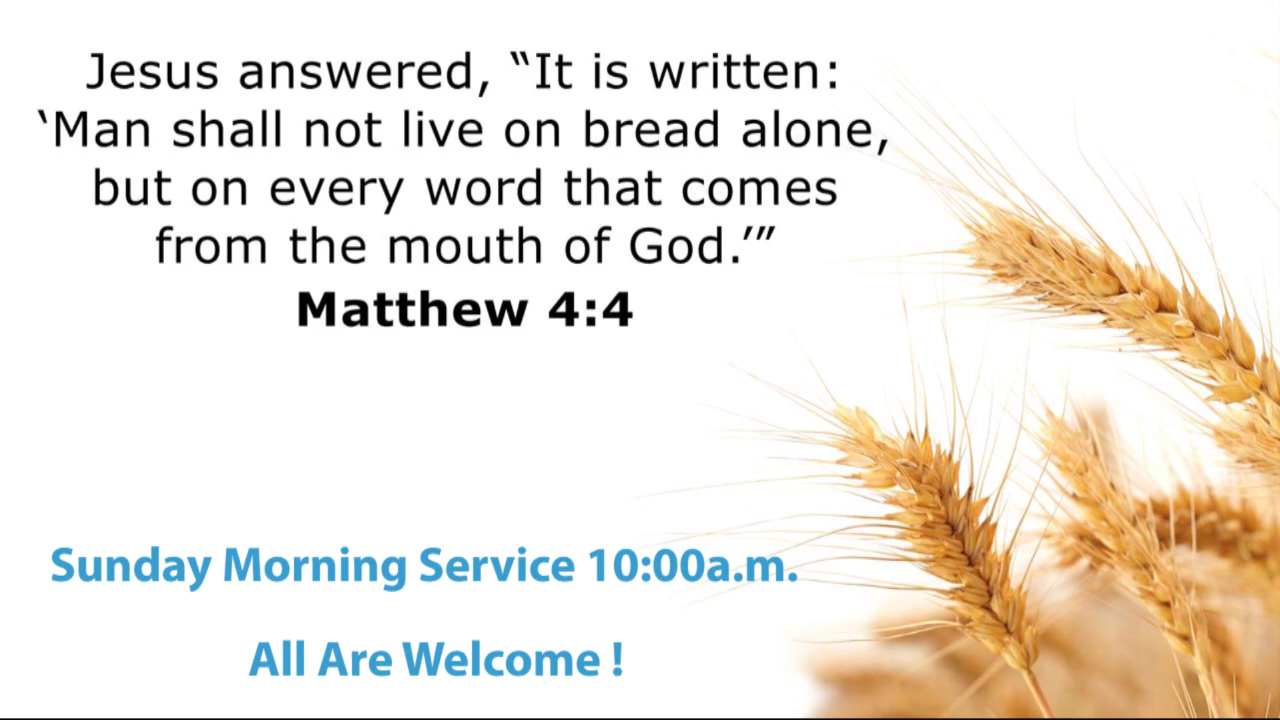 Jesus answered, “It is written:
‘Man shall not live on bread alone,
but on every word that comes
from the mouth of God.’”
Matthew 4:4
Sunday Morning Service 10:00a.m.
All Are Welcome !